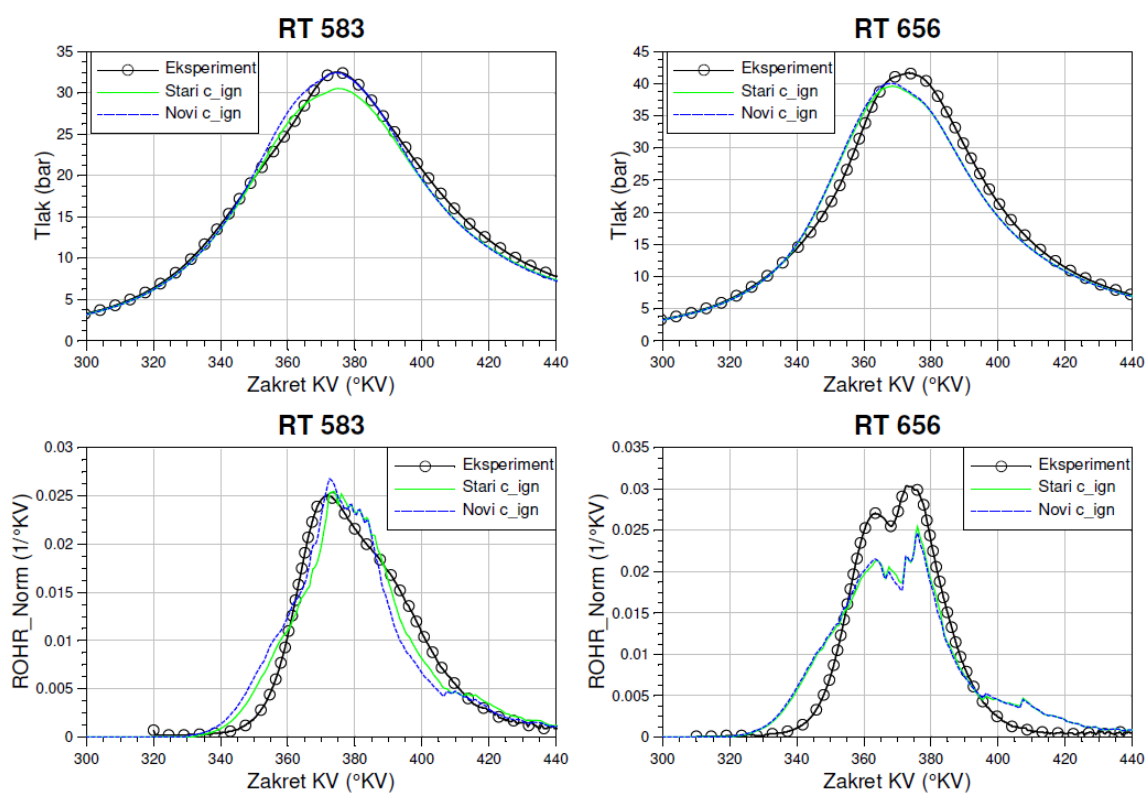 RT 583
35
30
25
20
15
10
5
0
Tlak (bar)
Eksperiment
Stari c_ign
Novi c_ign
300 320 340 360 380 400 420 440
Zakret KV (°KV)
RT 656
45
40
35
30
25
20
15
10
5
0
Tlak (bar)
Eksperiment
Stari c_ign
Novi c_ign
300 320 340 360 380 400 420 440
Zakret KV (°KV)
RT 583
0.03
0.025
0.02
0.015
0.01
0.005
0
ROHR_Norm (1/°KV)
Eksperiment
Stari c_ign
Novi c_ign
300 320 340 360 380 400 420 440
Zakret KV (°KV)
RT 656
0.035
0.03
0.025
0.02
0.015
0.01
0.005
0
ROHR_Norm (1/°KV)
Eksperiment
Stari c_ign
Novi c_ign
300 320 340 360 380 400 420 440
Zakret KV (°KV)